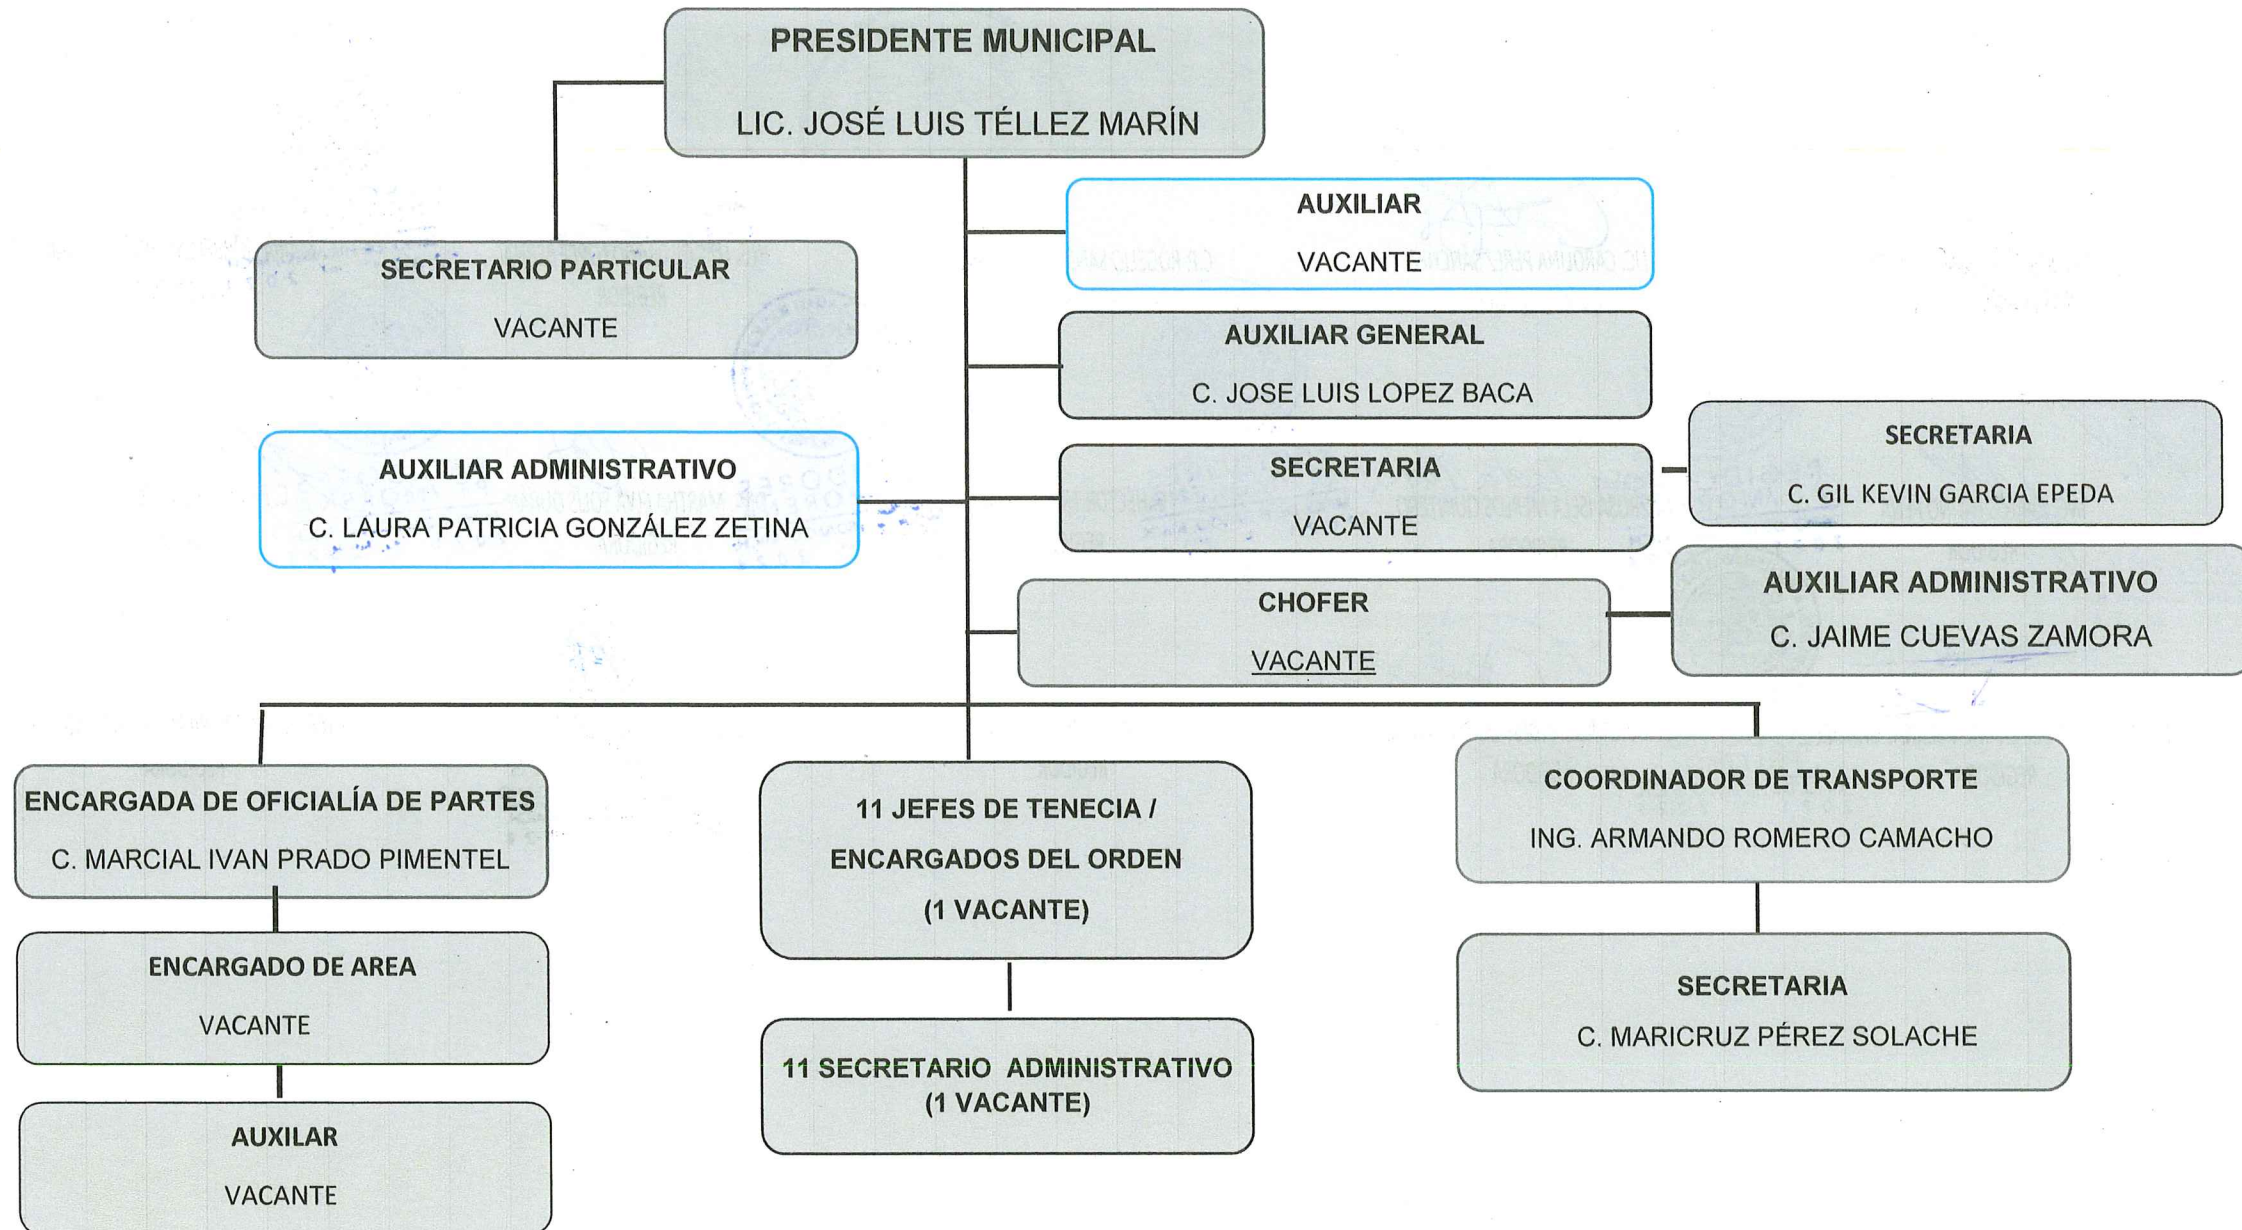 PRESIDENTE MUNICIPAL
LIC. JOSÉ LUIS TÉLLEZ MARÍN
SECRETARIO PARTICULAR
VACANTE
AUXILIAR
VACANTE
AUXILIAR GENERAL
C. JOSE LUIS LOPEZ BACA
AUXILIAR ADMINISTRATIVO
C. LAURA PATRICIA GONZÁLEZ ZETINA
SECRETARIA
VACANTE
SECRETARIA
C. GIL KEVIN GARCIA EPEDA
CHOFER
VACANTE
AUXILIAR ADMINISTRATIVO
C. JAIME CUEVAS ZAMORA
ENCARGADA DE OFICIALÍA DE PARTES
C. MARCIAL IVAN PRADO PIMENTEL
ENCARGADO DE AREA
VACANTE
AUXILAR
VACANTE
11 JEFES DE TENECIA /
ENCARGADOS DEL ORDEN
(1 VACANTE)
11 SECRETARIO ADMINISTRATIVO
(1 VACANTE)
COORDINADOR DE TRANSPORTE
ING. ARMANDO ROMERO CAMACHO
SECRETARIA
C. MARICRUZ PÉREZ SOLACHE